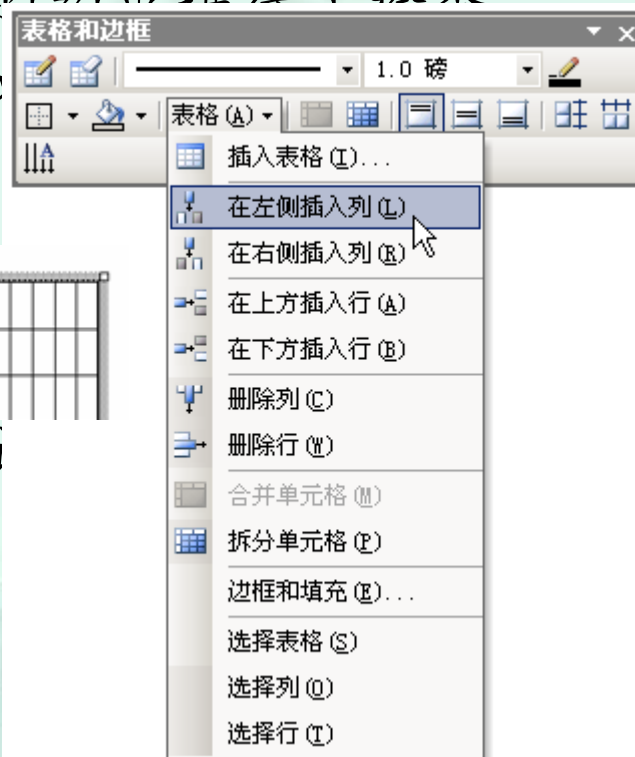 表格和边框
1.0 磅
表格(A)
插入表格(I)...
在左侧插入列(L)
在右侧插入列(R)
在上方插入行(A)
在下方插入行(B)
删除列(C)
删除行(W)
合并单元格(M)
拆分单元格(P)
边框和填充(E)...
选择表格(S)
选择列(O)
选择行(T)